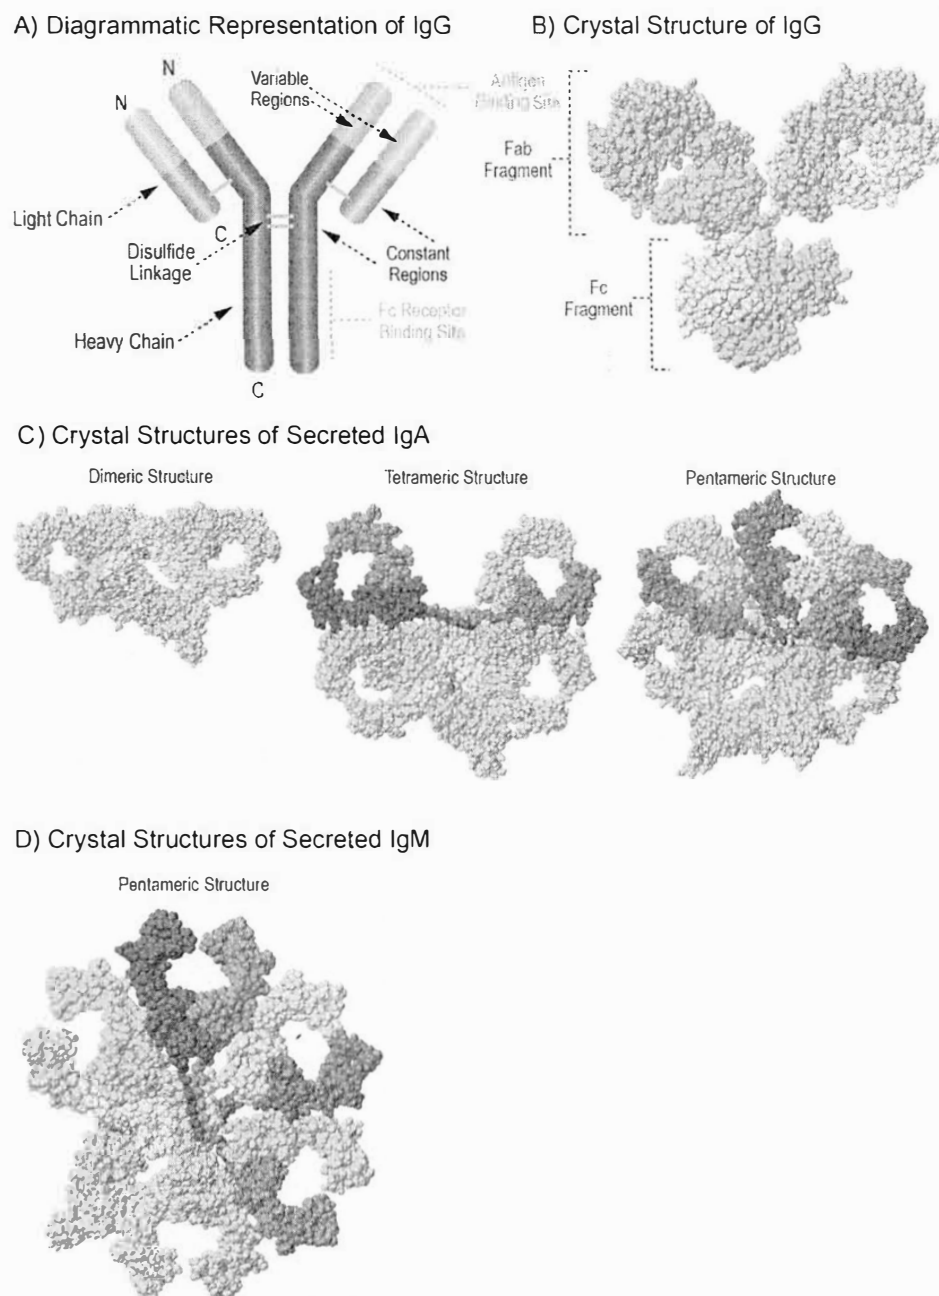 A) Diagrammatic Representation of IgG
N
N
Variable
Regions
Antigen
Binding Site
Light Chain
C
Disulfide
Linkage
Constant
Regions
Heavy Chain
Fc Receptor
Binding Site
C
B) Crystal Structure of IgG
Fab
Fragment
Fc
Fragment
C) Crystal Structures of Secreted IgA
Dimeric Structure
Tetrameric Structure
Pentameric Structure
D) Crystal Structures of Secreted IgM
Pentameric Structure